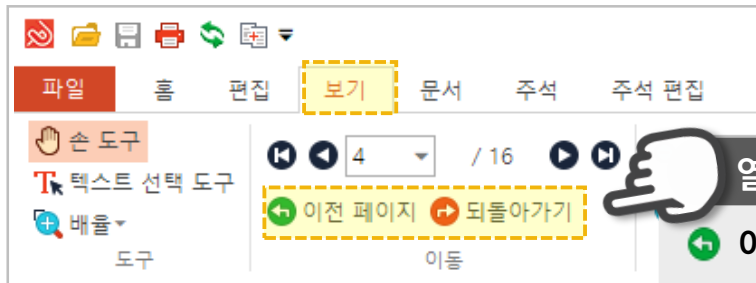 파일 홈 편집 보기 문서 주석 주석 편집
손 도구
텍스트 선택 도구
배율
도구
4 / 16
이전 페이지 되돌아가기
이동